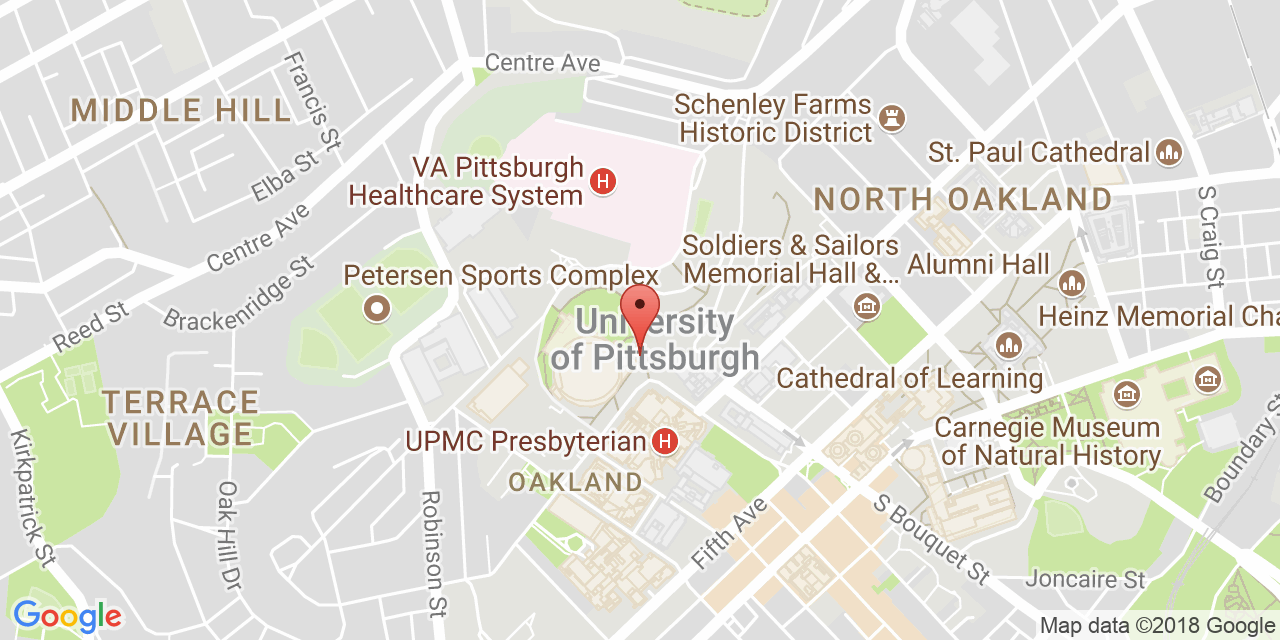 Centre Ave
Francis St
MIDDLE HILL
Schenley Farms
Historic District
St. Paul Cathedral
Elba St
VA Pittsburgh
Healthcare System
H
NORTH OAKLAND
S Craig St
Centre Ave
Soldiers & Sailors
Memorial Hall &...
Alumni Hall
Petersen Sports Complex
Brackenridge St
Reed St
University
of Pittsburgh
Heinz Memorial Cha
Cathedral of Learning
TERRACE
VILLAGE
Carnegie Museum
of Natural History
UPMC Presbyterian
H
OAKLAND
Boundary St
Kirkpatrick St
Oak Hill Dr
Robinson St
Fifth Ave
S Bouquet St
Joncaire St
Google
Map data ©2018 Google